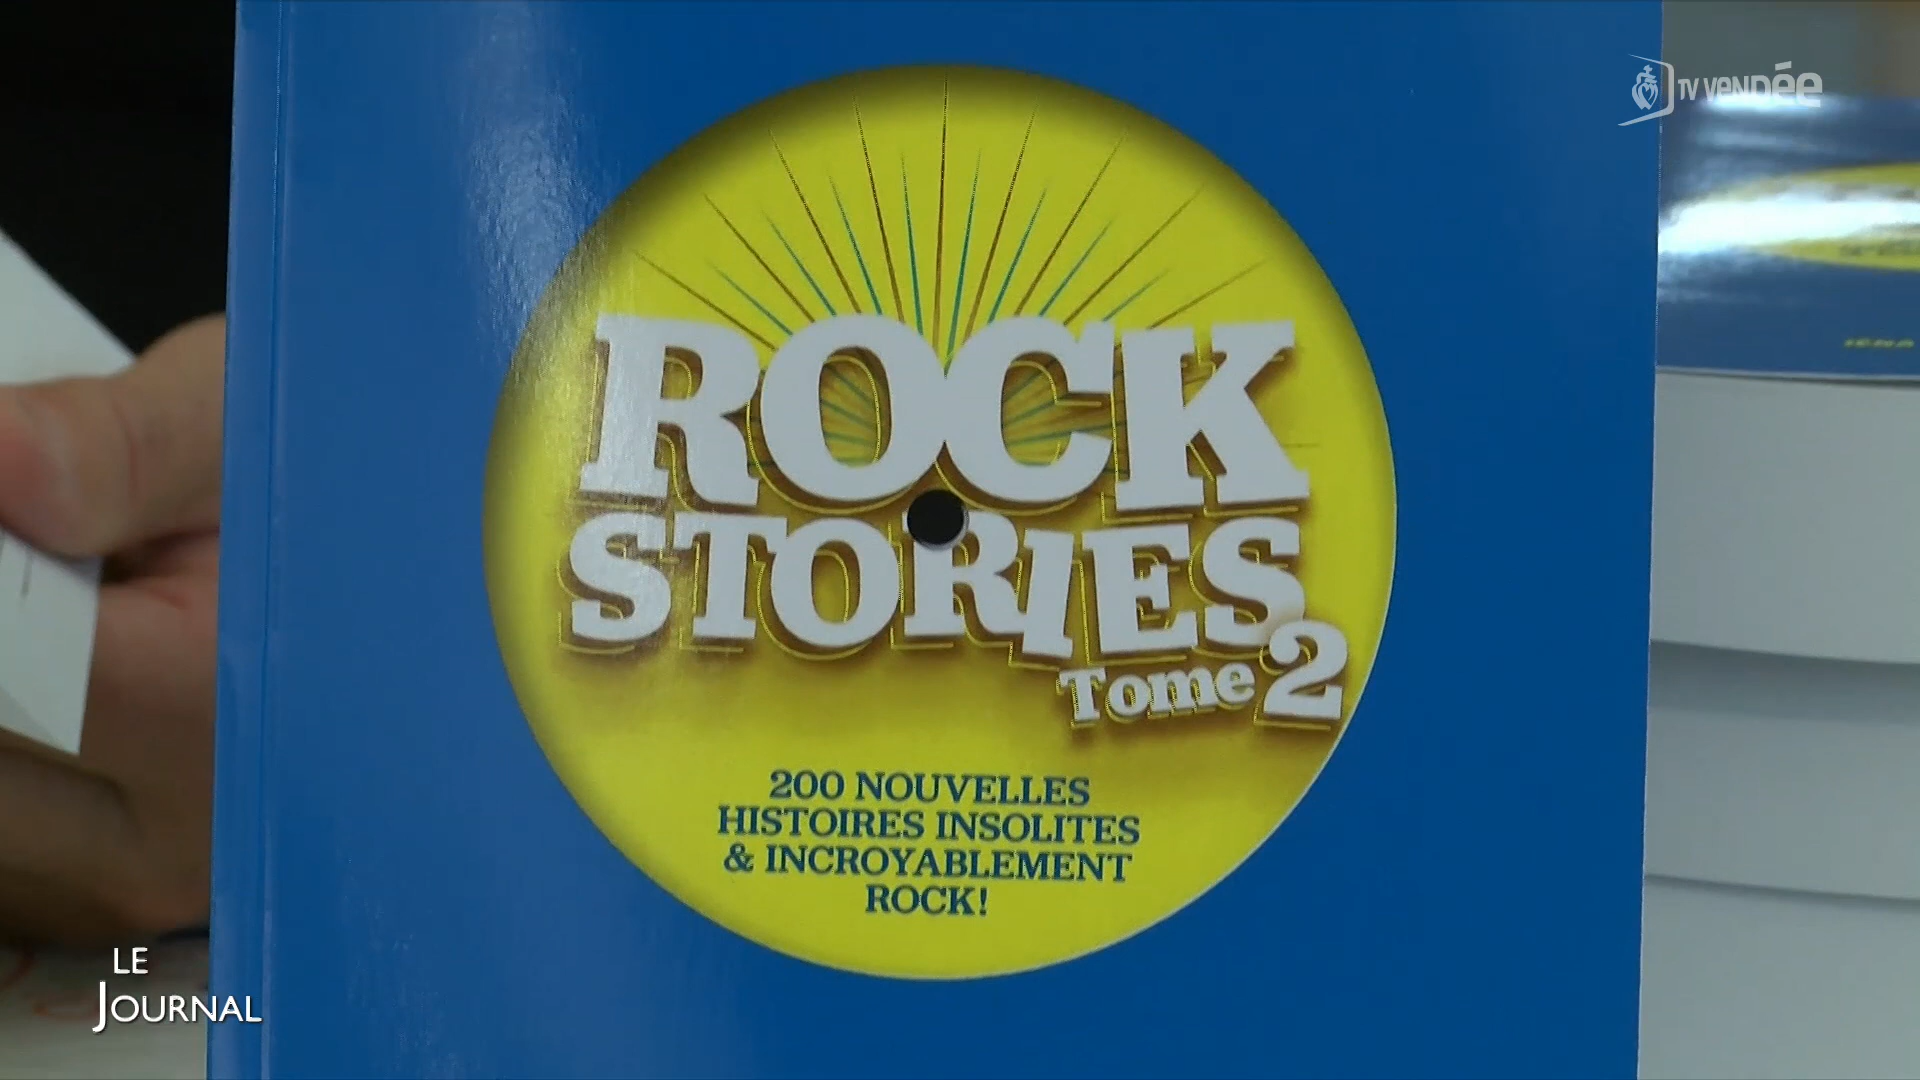 TV VENDÉE
ROCK
STORIES
Tome 2
200 NOUVELLES
HISTOIRES INSOLITES
& INCROYABLEMENT
ROCK!
LE
JOURNAL